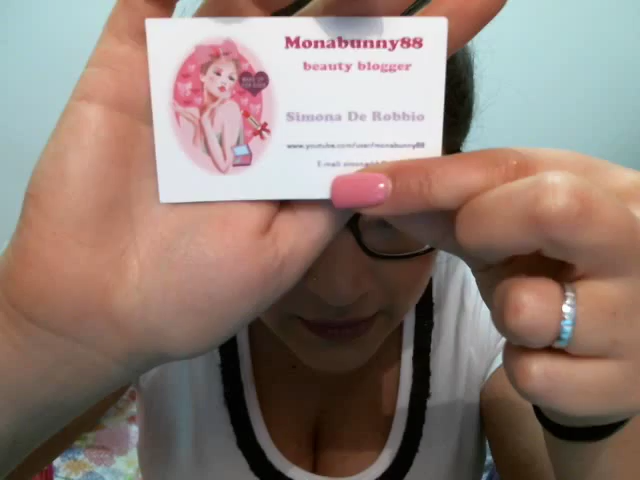 Monabunny88
beauty blogger
Simona De Robbio
www.youtube.com/user/monabunny88
E-mail